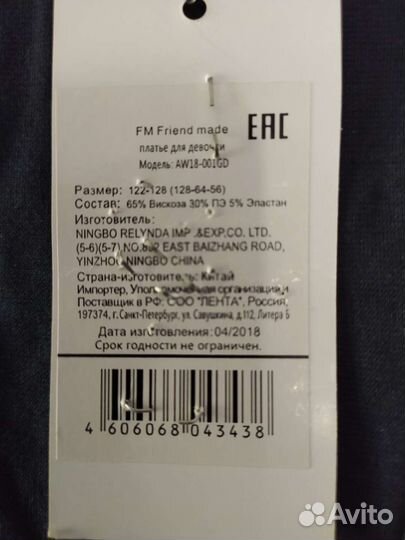 FM Friend made
EAC
платье для девочки
Модель: AW18-001GD
Размер: 122-128 (128-64-56)
Состав: 65% Вискоза 30% ПЭ 5% Эластан
Изготовитель:
NINGBO RELYNDA IMP .&EXP.CO. LTD.
(5-6)(5-7),NO.882 EAST BAIZHANG ROAD,
YINZHOU,NINGBO CHINA
Страна-изготовитель: Китай
Импортер, Уполномоченная организация и
Поставщик в РФ: ООО "ЛЕНТА", Россия,
197374, г. Санкт-Петербург, ул. Савушкина, д.112, Литера Б
Дата изготовления: 04/2018
Срок годности не ограничен.
4 606068 043438
Avito